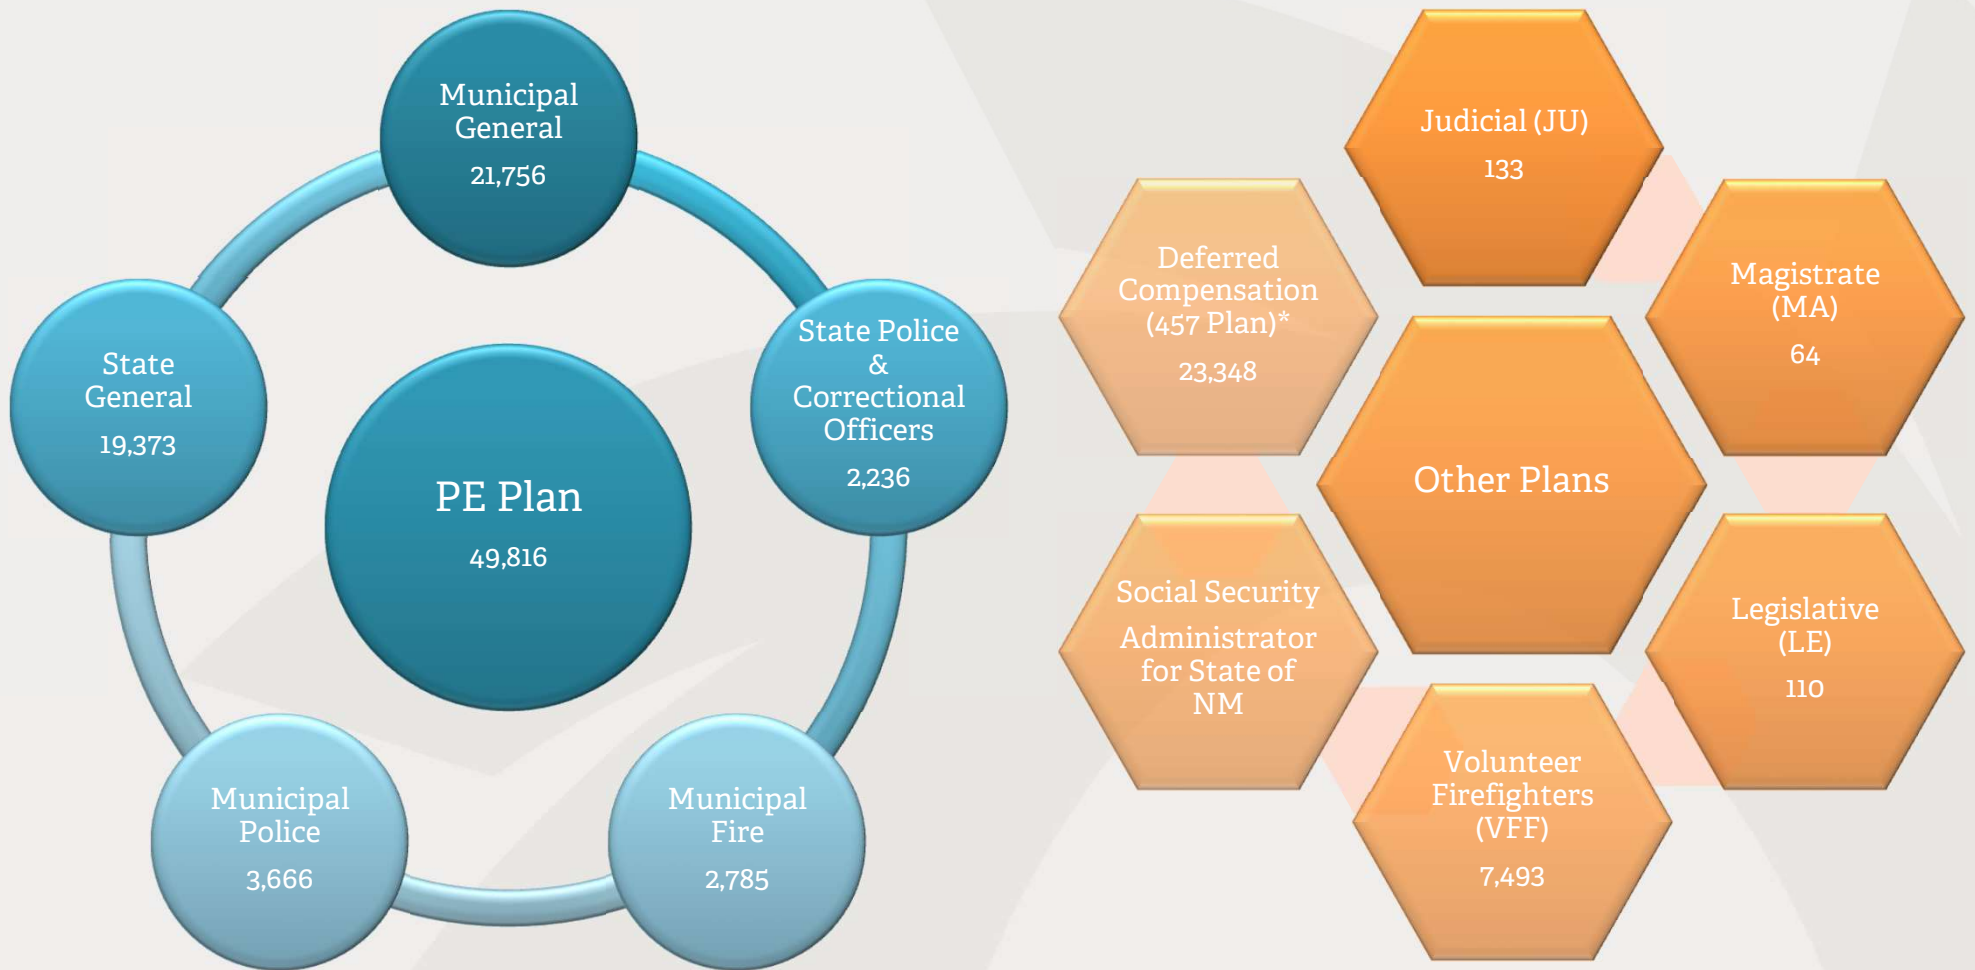 Municipal
General
21,756
State Police
&
Correctional
Officers
2,236
Municipal
Fire
2,785
Municipal
Police
3,666
State
General
19,373
PE Plan
49,816
Judicial (JU)
133
Magistrate
(MA)
64
Legislative
(LE)
110
Volunteer
Firefighters
(VFF)
7,493
Social Security
Administrator
for State of
NM
Deferred
Compensation
(457 Plan)*
23,348
Other Plans